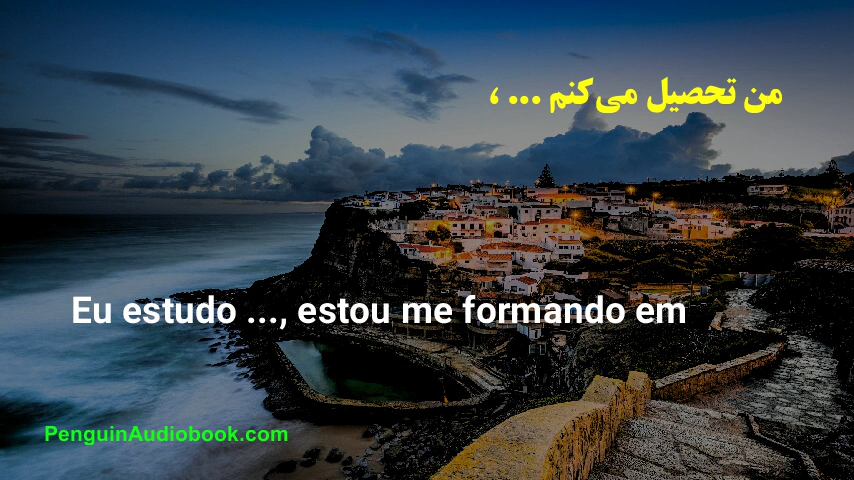 من تحصیل می‌کنم ... ،
Eu estudo ..., estou me formando em
PenguinAudiobook.com